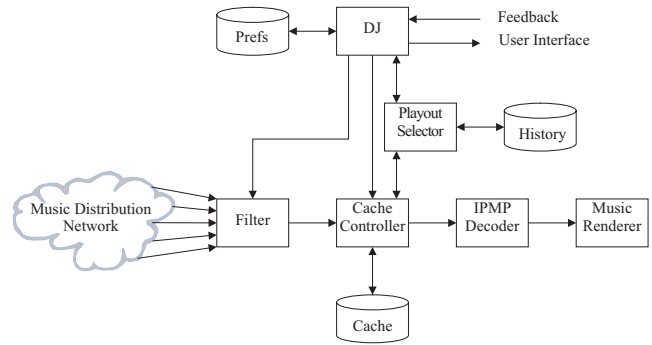 Prefs
DJ
Feedback
User Interface
Playout
Selector
History
Music Distribution
Network
Filter
Cache
Controller
IPMP
Decoder
Music
Renderer
Cache